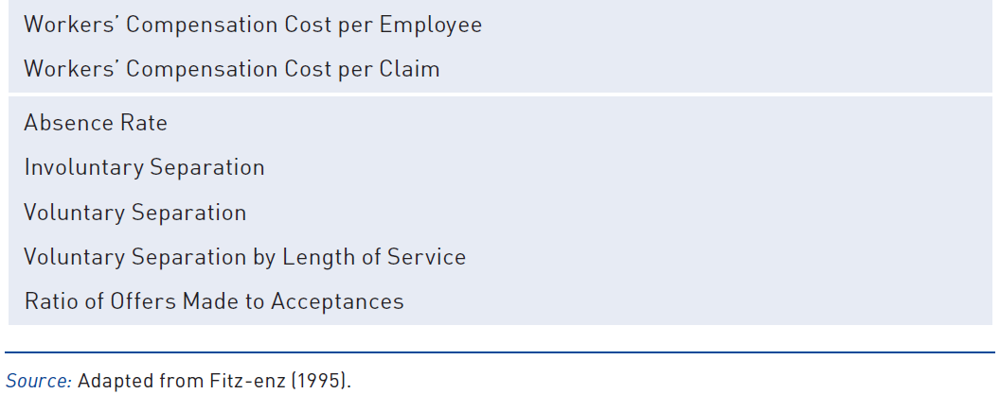 Workers’ Compensation Cost per Employee
Workers’ Compensation Cost per Claim
Absence Rate
Involuntary Separation
Voluntary Separation
Voluntary Separation by Length of Service
Ratio of Offers Made to Acceptances
Source: Adapted from Fitz-enz (1995).